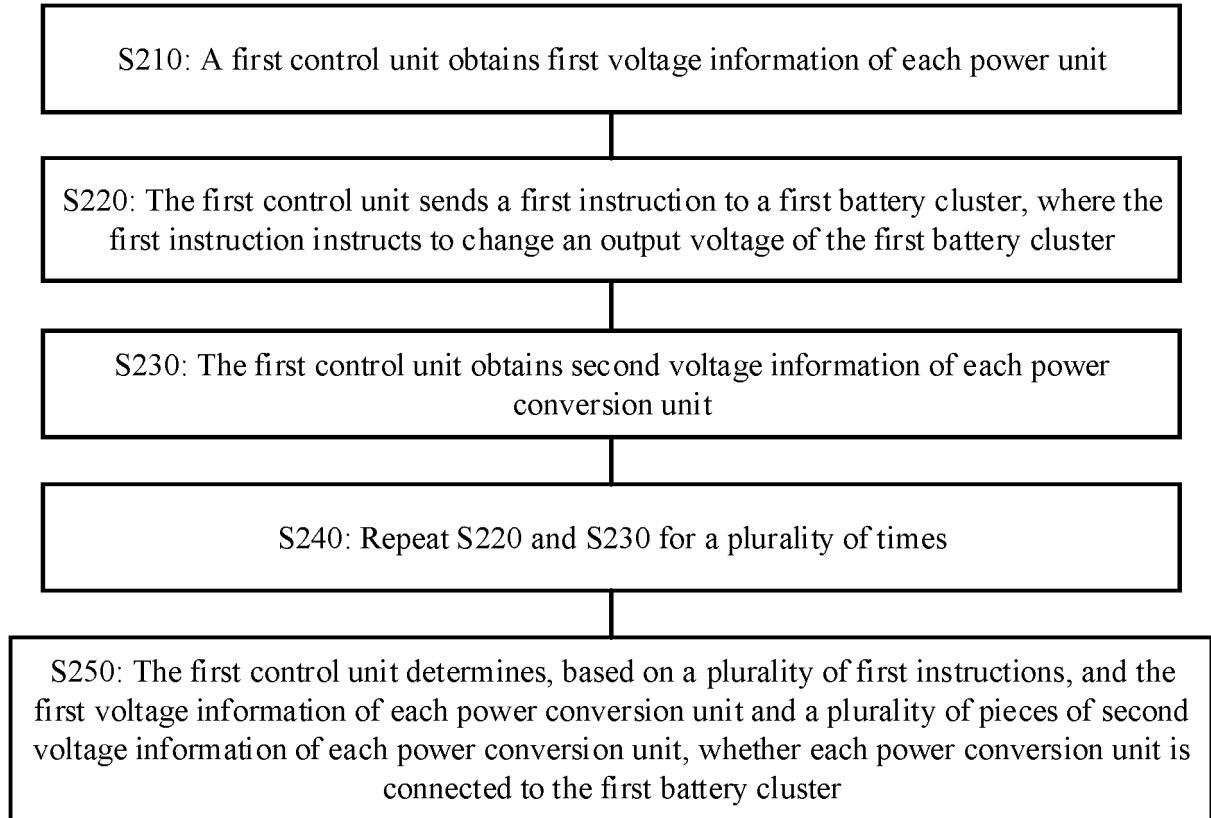 S210: A first control unit obtains first voltage information of each power unit
S220: The first control unit sends a first instruction to a first battery cluster, where the
first instruction instructs to change an output voltage of the first battery cluster
S230: The first control unit obtains second voltage information of each power
conversion unit
S240: Repeat S220 and S230 for a plurality of times
S250: The first control unit determines, based on a plurality of first instructions, and the
first voltage information of each power conversion unit and a plurality of pieces of second
voltage information of each power conversion unit, whether each power conversion unit is
connected to the first battery cluster